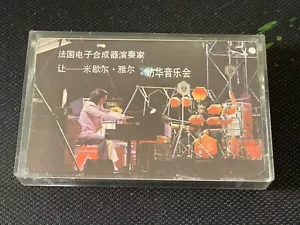 法国电子合成器演奏家
让——米歇尔·雅尔 访华音乐会